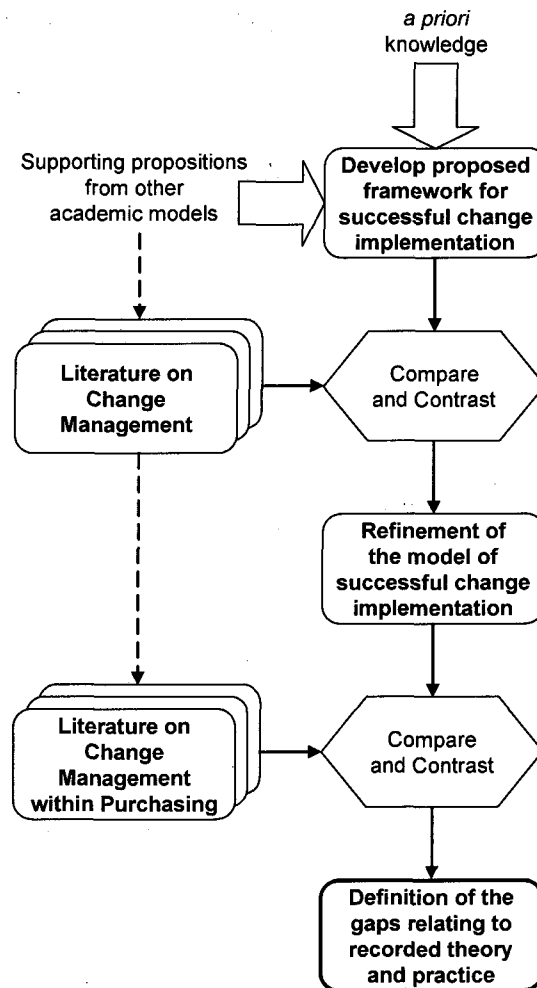 a priori
knowledge
Supporting propositions
from other
academic models
Develop proposed
framework for
successful change
implementation
Literature on
Change
Management
Compare
and Contrast
Refinement of
the model of
successful change
implementation
Literature on
Change
Management
within Purchasing
Compare
and Contrast
Definition of the
gaps relating to
recorded theory
and practice